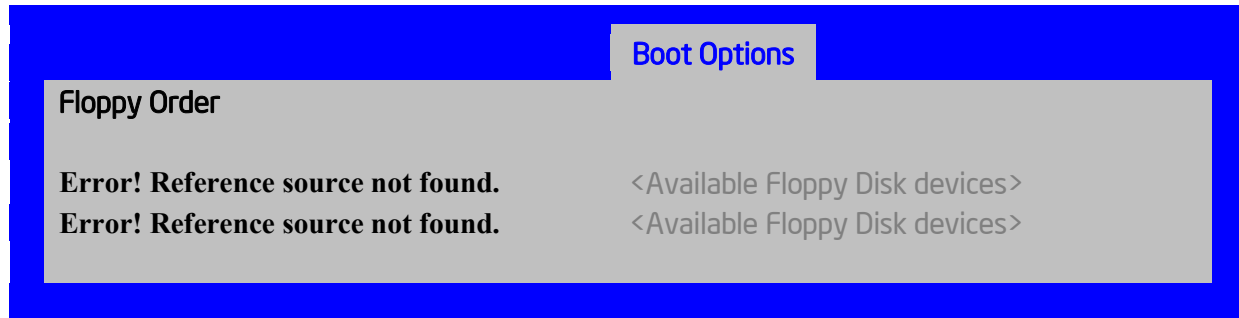 Boot Options
Floppy Order
Error! Reference source not found. <Available Floppy Disk devices>
Error! Reference source not found. <Available Floppy Disk devices>